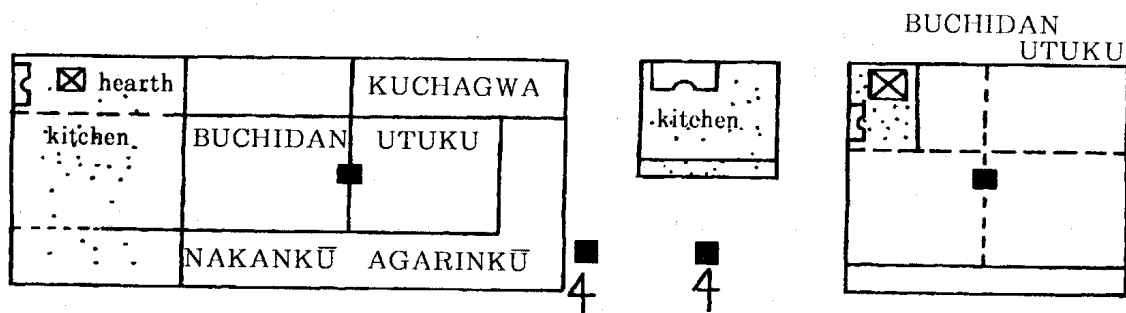 BUCHIDAN
UTUKU
hearth
KUCHAGWA
kitchen
BUCHIDAN
UTUKU
kitchen
NAKANKŪ
AGARINKŪ
4
4